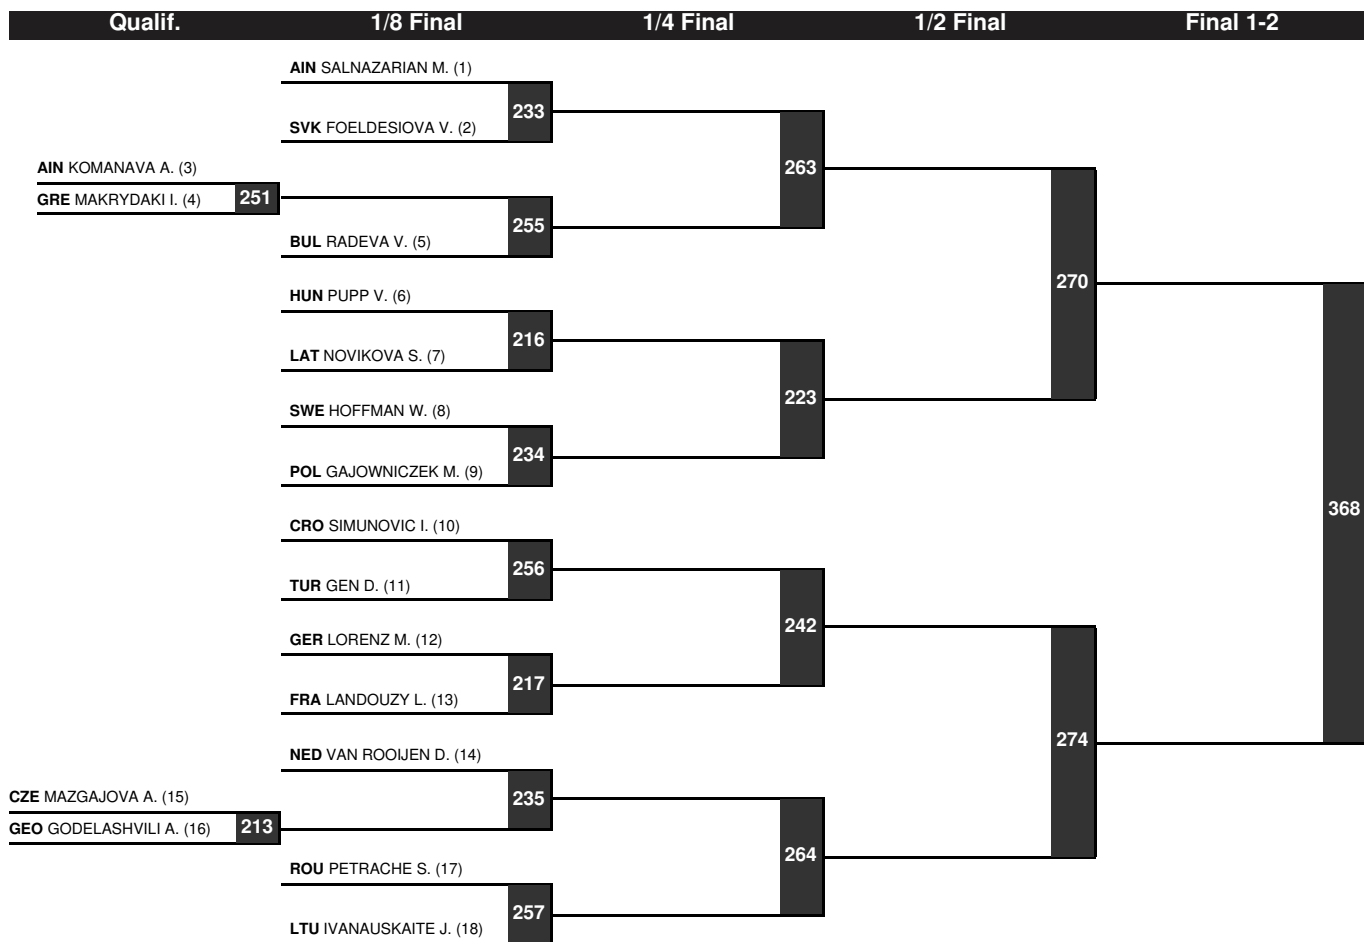 Qualif. 1/8 Final 1/4 Final 1/2 Final Final 1-2
AIN SALNAZARIAN M. (1)
233
SVK FOELDESIOVA V. (2)
AIN KOMANAVA A. (3)
263
GRE MAKRYDAKI I. (4) 251
255
BUL RADEVA V. (5)
270
HUN PUPP V. (6)
216
LAT NOVIKOVA S. (7)
223
SWE HOFFMAN W. (8)
234
POL GAJOWNICZEK M. (9)
368
CRO SIMUNOVIC I. (10)
256
TUR GEN D. (11)
242
GER LORENZ M. (12)
217
FRA LANDOUZY L. (13)
274
NED VAN ROOIJEN D. (14)
CZE MAZGAJOVA A. (15)
235
GEO GODELASHVILI A. (16) 213
264
ROU PETRACHE S. (17)
257
LTU IVANAUSKAITE J. (18)